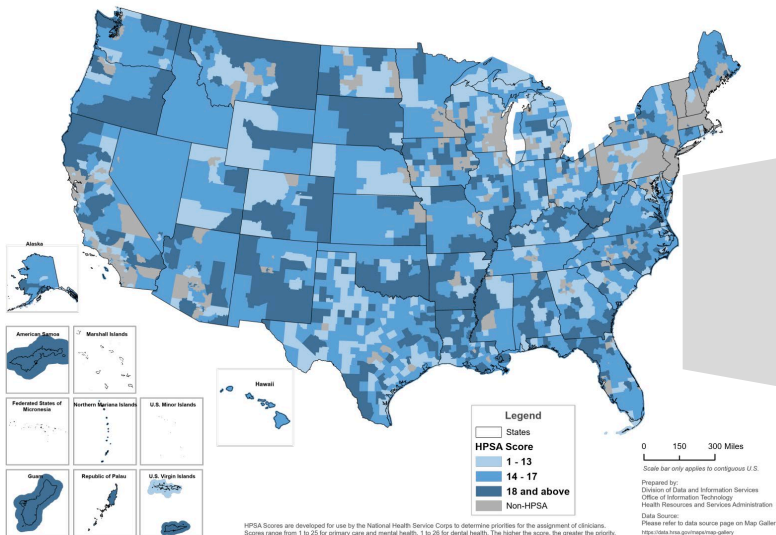 Alaska
American Samoa
Marshall Islands
Federated States of
Micronesia
Northern Mariana Islands
U.S. Minor Islands
Guam
Republic of Palau
U.S. Virgin Islands
Hawaii
Legend
States
HPSA Score
1 - 13
14 - 17
18 and above
Non-HPSA
0 150 300 Miles
Scale bar only applies to contiguous U.S.
Prepared by:
Division of Data and Information Services
Office of Information Technology
Health Resources and Services Administration
Data Source:
Please refer to data source page on Map Galler
https://data.hrsa.gov/maps/map-gallery
HPSA Scores are developed for use by the National Health Service Corps to determine priorities for the assignment of clinicians.
Scores range from 1 to 25 for primary care and mental health, 1 to 26 for dental health. The higher the score, the greater the priority.